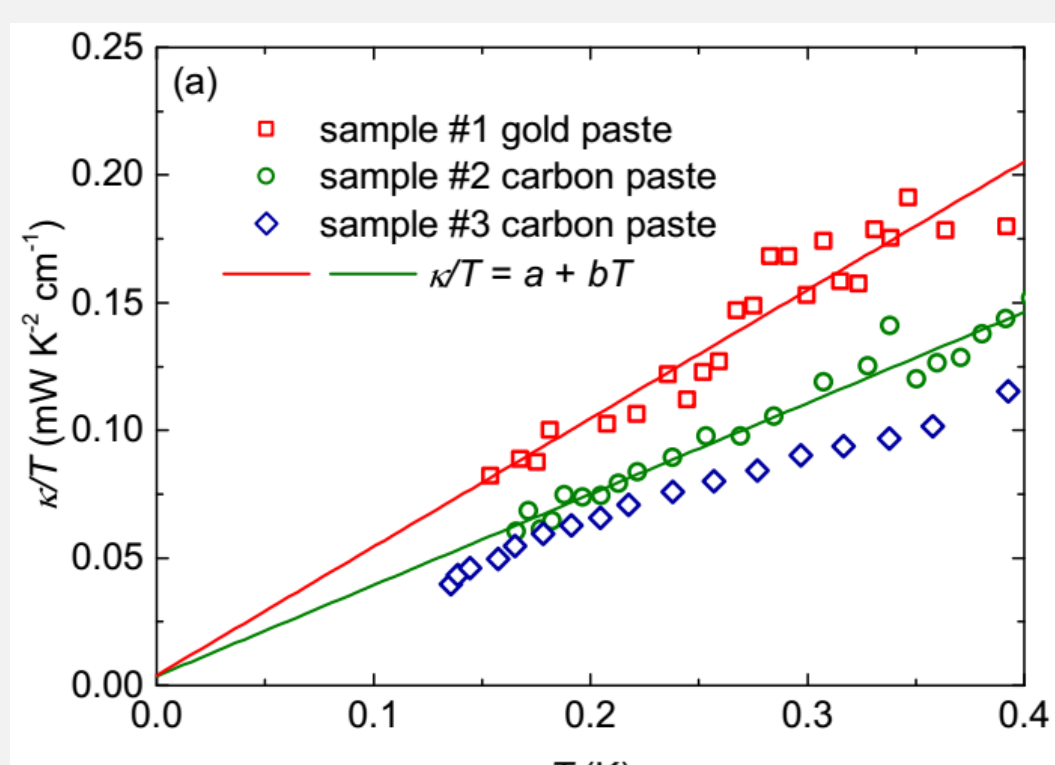 0.25
(a)
sample #1 gold paste
0.20
sample #2 carbon paste
sample #3 carbon paste
κ/T = a + bT
0.15
κ/T (mW K⁻² cm⁻¹)
0.10
0.05
0.00
0.0 0.1 0.2 0.3 0.4